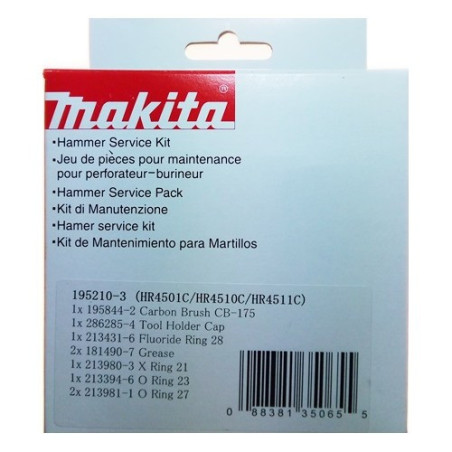 makita®
•Hammer Service Kit
•Jeu de pièces pour maintenance
pour perforateur-burineur
•Hammer Service Pack
•Kit di Manutenzione
•Hamer service kit
•Kit de Mantenimiento para Martillos
195210-3 (HR4501C/HR4510C/HR4511C)
1x 195844-2 Carbon Brush CB-175
1x 286285-4 Tool Holder Cap
1x 213431-6 Fluoride Ring 28
2x 181490-7 Grease
1x 213980-3 X Ring 21
1x 213394-6 O Ring 23
2x 213981-1 O Ring 27
0 88381 35065 5